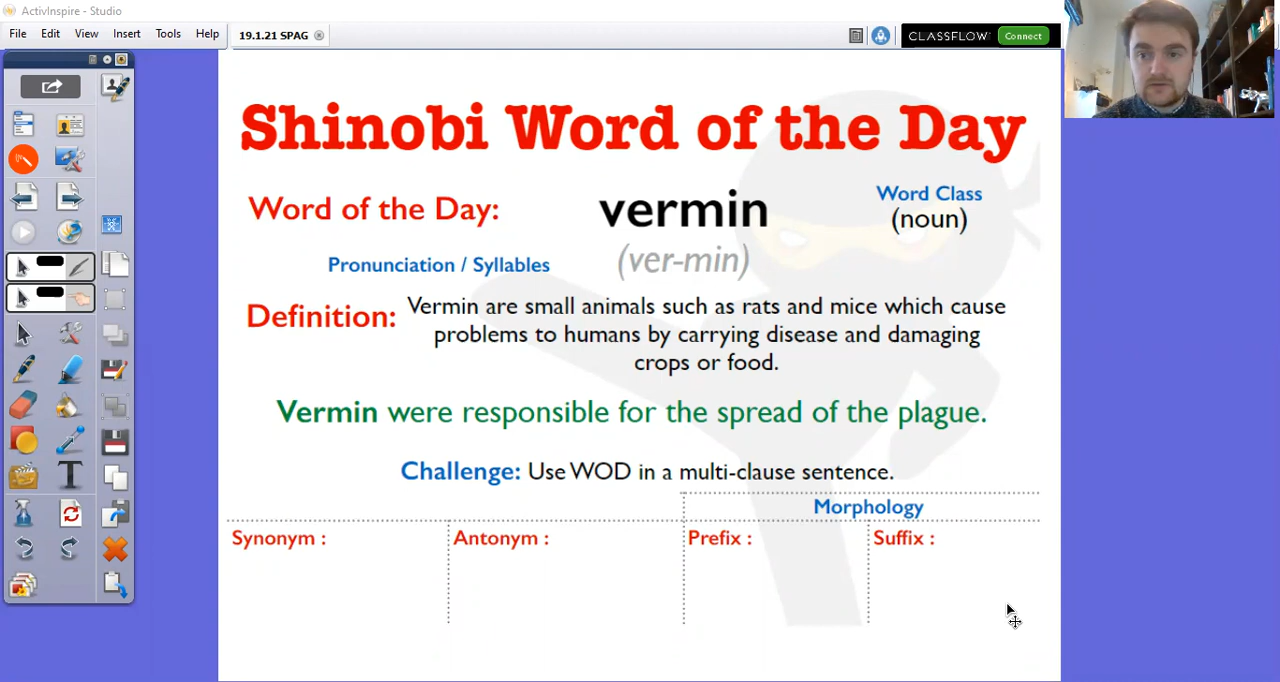 ActivInspire - Studio
File Edit View Insert Tools Help
19.1.21 SPAG
CLASSFLOW Connect
Shinobi Word of the Day
Word of the Day: vermin
Word Class
(noun)
Pronunciation / Syllables (ver-min)
Definition: Vermin are small animals such as rats and mice which cause
problems to humans by carrying disease and damaging
crops or food.
Vermin were responsible for the spread of the plague.
Challenge: Use WOD in a multi-clause sentence.
Morphology
Synonym : Antonym : Prefix : Suffix :
T